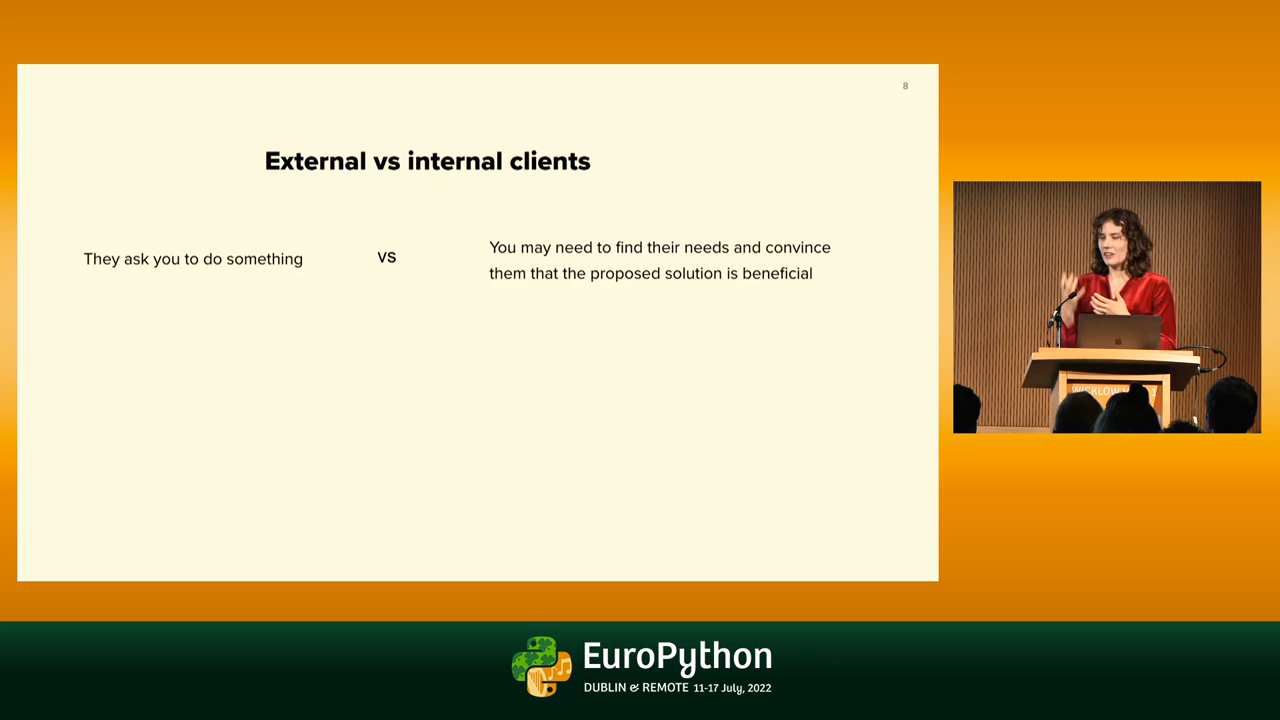 8
External vs internal clients
They ask you to do something
vs
You may need to find their needs and convince
them that the proposed solution is beneficial
WICKLOW
EuroPython
DUBLIN & REMOTE 11-17 July, 2022